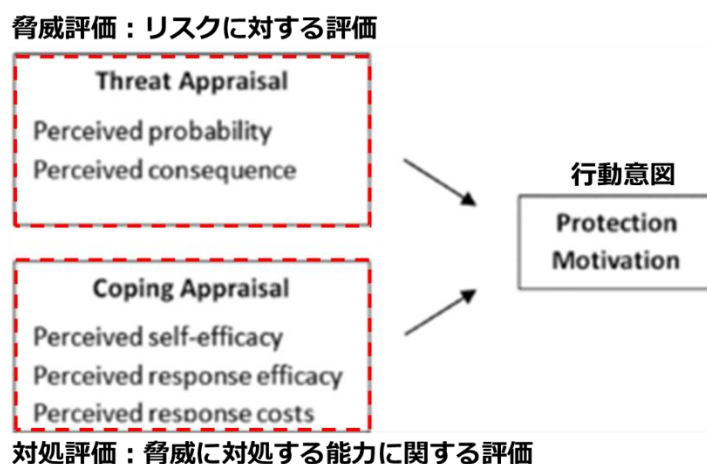 脅威評価：リスクに対する評価
Threat Appraisal
Perceived probability
Perceived consequence
Coping Appraisal
Perceived self-efficacy
Perceived response efficacy
Perceived response costs
対処評価：脅威に対処する能力に関する評価
行動意図
Protection
Motivation